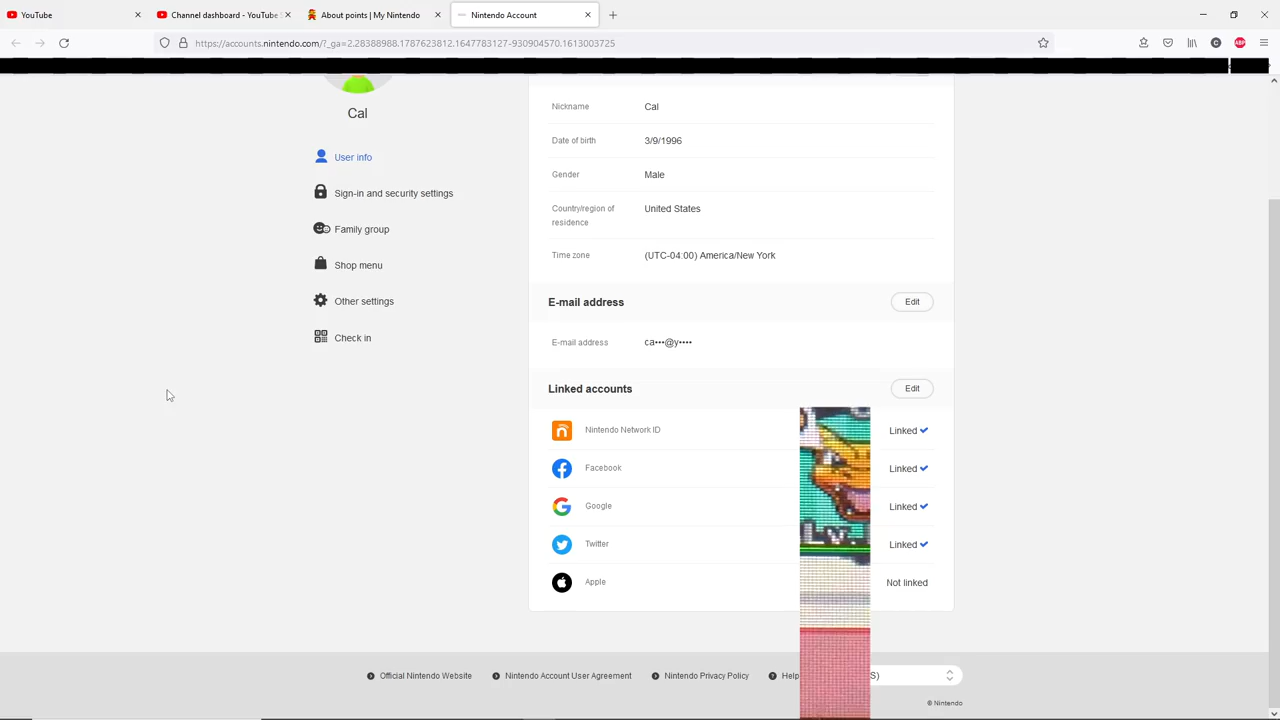 YouTube
Channel dashboard - YouTube S
About points | My Nintendo
Nintendo Account
https://accounts.nintendo.com/?_ga=2.28388988.1787623812.1647783127-930904570.1613003725
Cal
User info
Sign-in and security settings
Family group
Shop menu
Other settings
Check in
Nickname Cal
Date of birth 3/9/1996
Gender Male
Country/region of
residence United States
Time zone (UTC-04:00) America/New York
E-mail address Edit
E-mail address ca•••@y••••
Linked accounts Edit
Nintendo Network ID Linked
Facebook Linked
Google Linked
Twitter Linked
Apple Not linked
Official Nintendo Website Nintendo Account User Agreement Nintendo Privacy Policy Help S)
© Nintendo